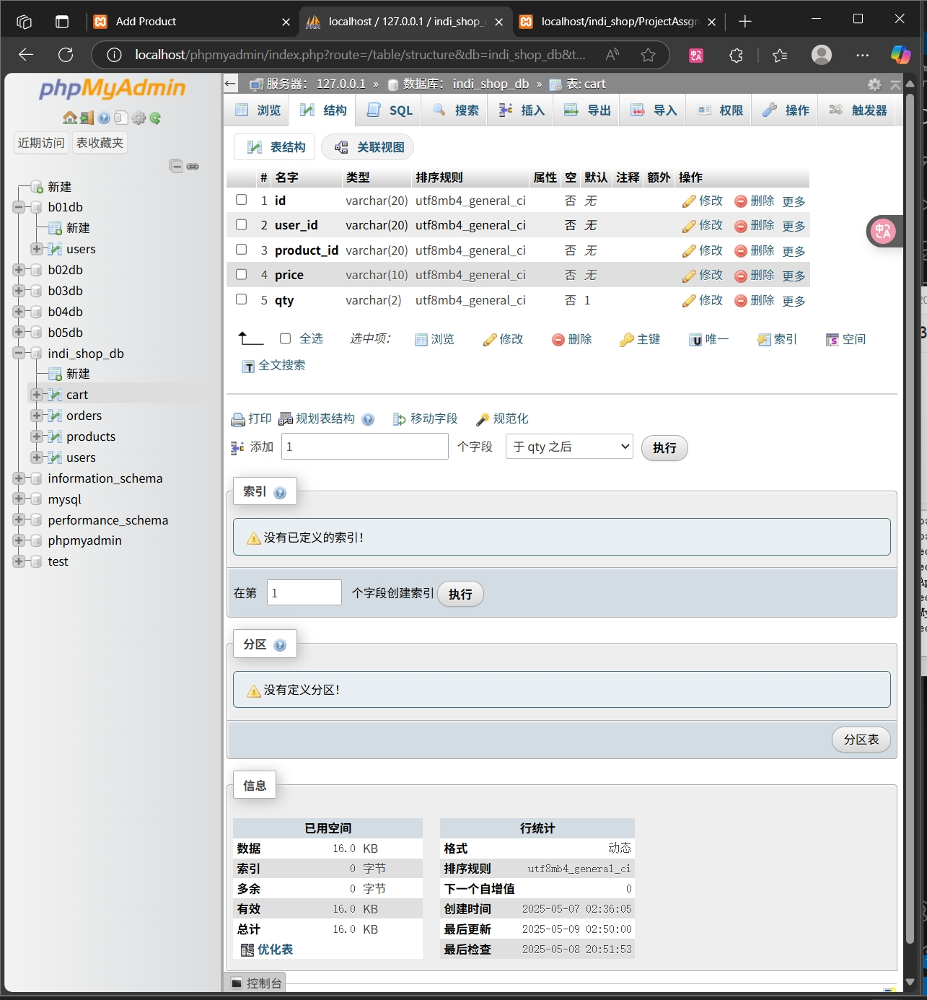 Add Product
localhost / 127.0.0.1 / indi_shop_
localhost/indi_shop/ProjectAssgn
localhost/phpmyadmin/index.php?route=/table/structure&db=indi_shop_db&t...
phpMyAdmin
近期访问 表收藏夹
新建
b01db
新建
users
b02db
b03db
b04db
b05db
indi_shop_db
新建
cart
orders
products
users
information_schema
mysql
performance_schema
phpmyadmin
test
服务器： 127.0.0.1 » 数据库： indi_shop_db » 表: cart
浏览 结构 SQL 搜索 插入 导出 导入 权限 操作 触发器
表结构 关联视图
# 名字 类型 排序规则 属性 空 默认 注释 额外 操作
1 id varchar(20) utf8mb4_general_ci 否 无 修改 删除 更多
2 user_id varchar(20) utf8mb4_general_ci 否 无 修改 删除 更多
3 product_id varchar(20) utf8mb4_general_ci 否 无 修改 删除 更多
4 price varchar(10) utf8mb4_general_ci 否 无 修改 删除 更多
5 qty varchar(2) utf8mb4_general_ci 否 1 修改 删除 更多
全选 选中项： 浏览 修改 删除 主键 唯一 索引 空间
全文搜索
打印 规划表结构 移动字段 规范化
添加 1 个字段 于 qty 之后 执行
索引
没有已定义的索引！
在第 1 个字段创建索引 执行
分区
没有定义分区！
分区表
信息
已用空间
数据 16.0 KB
索引 0 字节
多余 0 字节
有效 16.0 KB
总计 16.0 KB
优化表
行统计
格式 动态
排序规则 utf8mb4_general_ci
下一个自增值 0
创建时间 2025-05-07 02:36:05
最后更新 2025-05-09 02:50:00
最后检查 2025-05-08 20:51:53
控制台